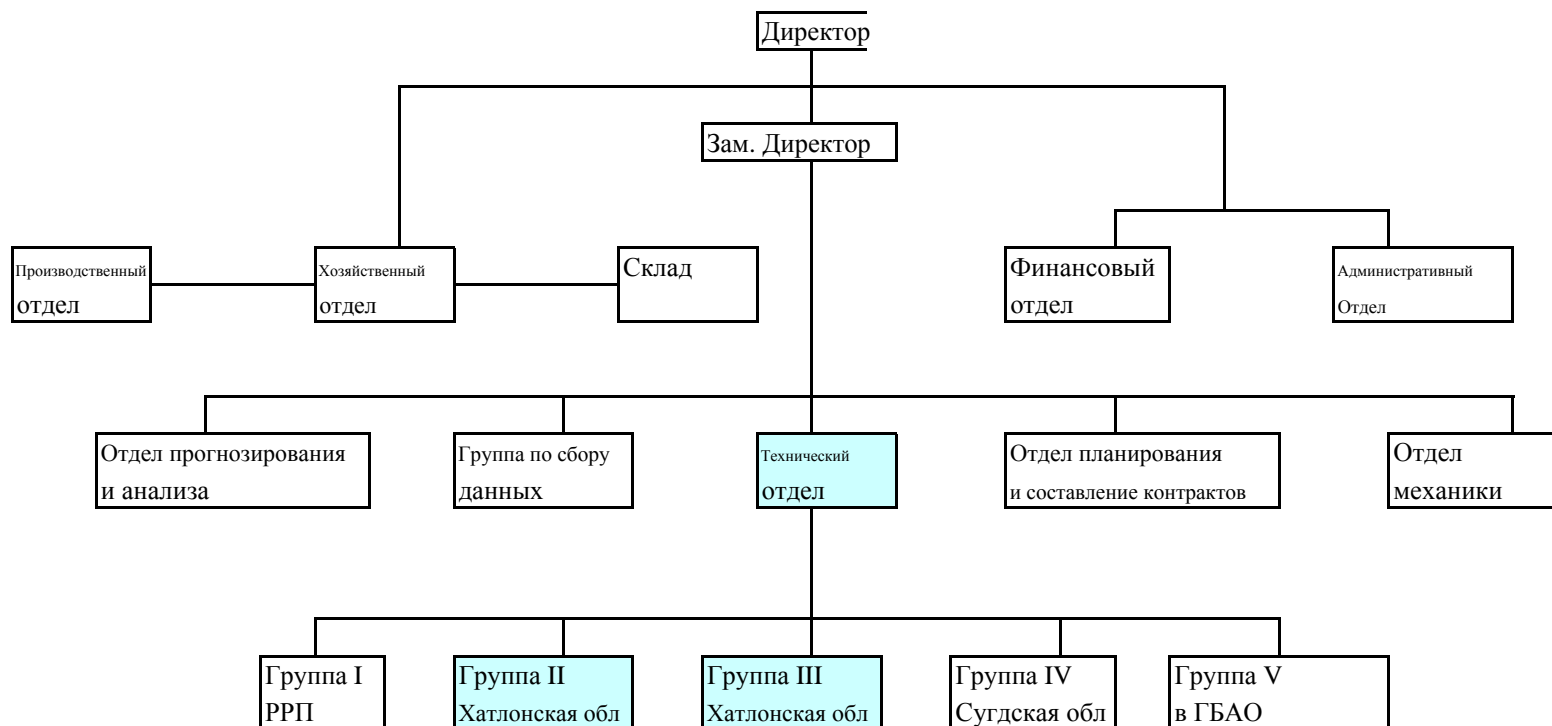 Директор
Зам. Директор
Производственный
отдел
Хозяйственный
отдел
Склад
Финансовый
отдел
Административный
Отдел
Отдел прогнозирования
и анализа
Группа по сбору
данных
Технический
отдел
Отдел планирования
и составление контрактов
Отдел
механики
Группа I
РРП
Группа II
Хатлонская обл
Группа III
Хатлонская обл
Группа IV
Сугдская обл
Группа V
в ГБАО